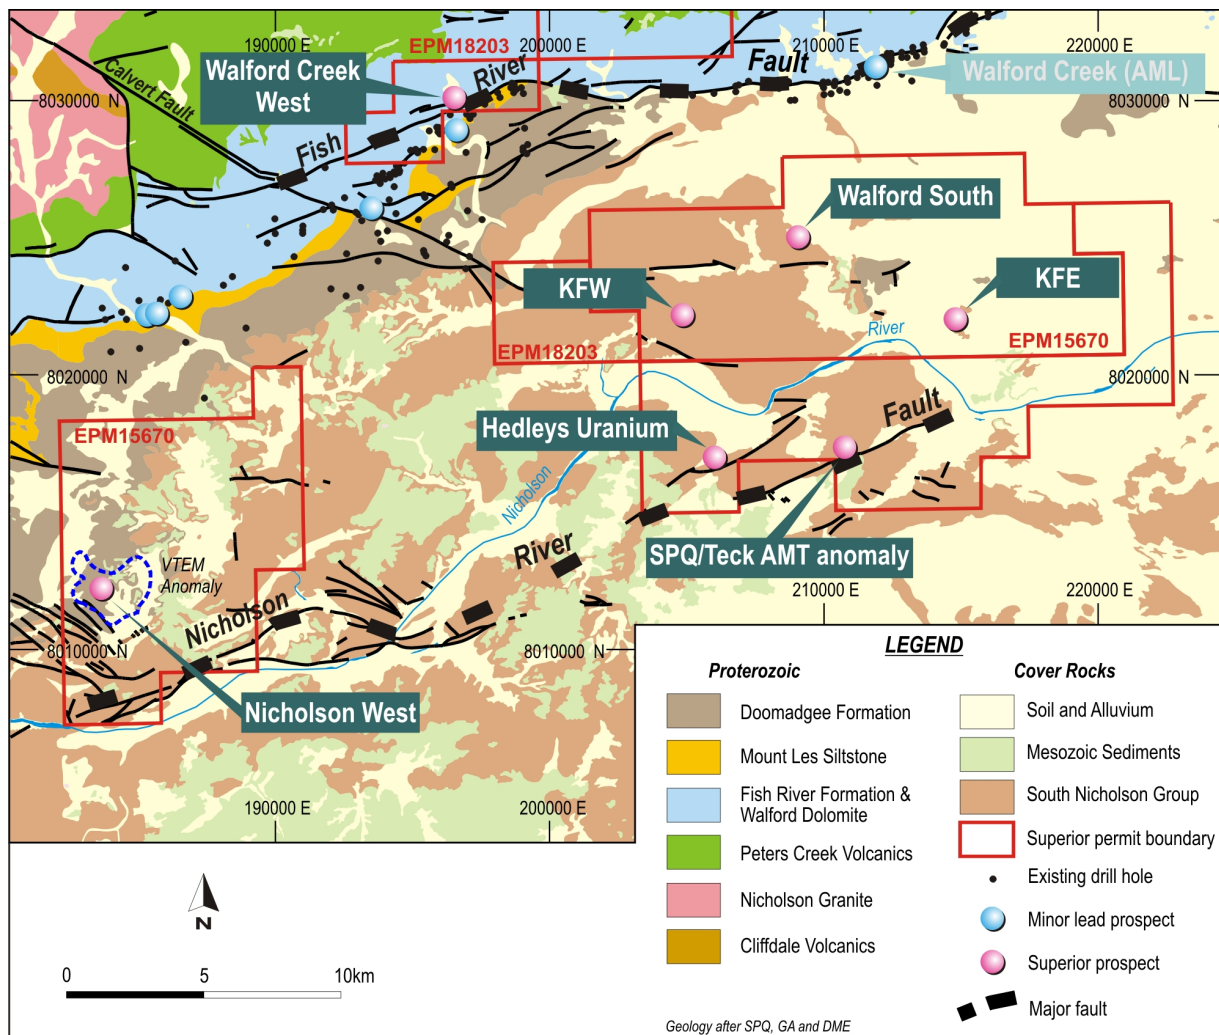 190000 E
200000 E
210000 E
220000 E
EPM18203
Walford Creek
West
River
Fault
Walford Creek (AML)
Calvert Fault
8030000 N
8030000 N
Fish
Walford South
KFW
KFE
River
EPM18203
EPM15670
8020000 N
8020000 N
Fault
Hedleys Uranium
EPM15670
Nicholson
River
SPQ/Teck AMT anomaly
VTEM
Anomaly
Nicholson
210000 E
220000 E
8010000 N
8010000 N
Nicholson West
190000 E
200000 E
LEGEND
Proterozoic
Doomadgee Formation
Mount Les Siltstone
Fish River Formation &
Walford Dolomite
Peters Creek Volcanics
Nicholson Granite
Cliffdale Volcanics
Cover Rocks
Soil and Alluvium
Mesozoic Sediments
South Nicholson Group
Superior permit boundary
Existing drill hole
Minor lead prospect
Superior prospect
Major fault
N
0 5 10km
Geology after SPQ, GA and DME